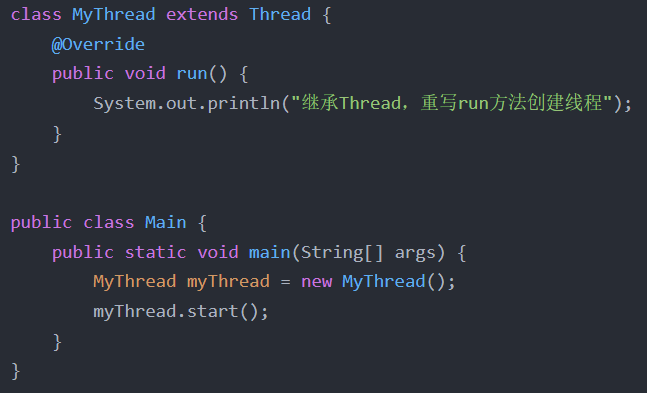 class MyThread extends Thread {
    @Override
    public void run() {
        System.out.println("继承Thread，重写run方法创建线程");
    }
}

public class Main {
    public static void main(String[] args) {
        MyThread myThread = new MyThread();
        myThread.start();
    }
}